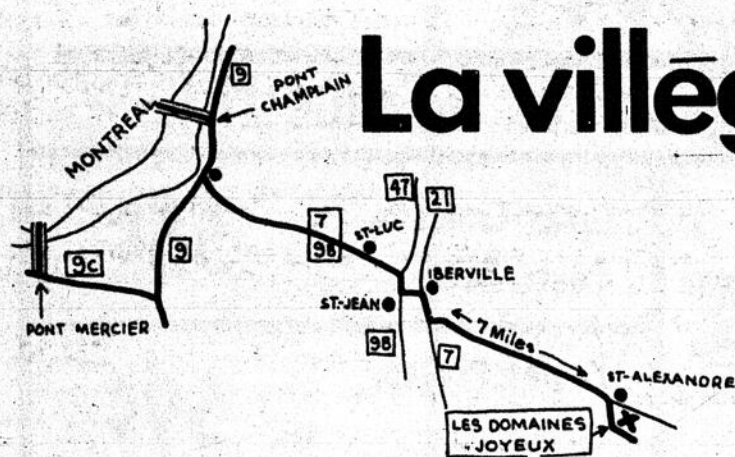 La villég
9
PONT
CHAMPLAIN
MONTREAL
47
21
7
9B
ST-LUC
9C
9
IBERVILLE
ST.-JEAN
PONT MERCIER
9B
7
7 Miles
ST-ALEXANDRE
LES DOMAINES
JOYEUX
X